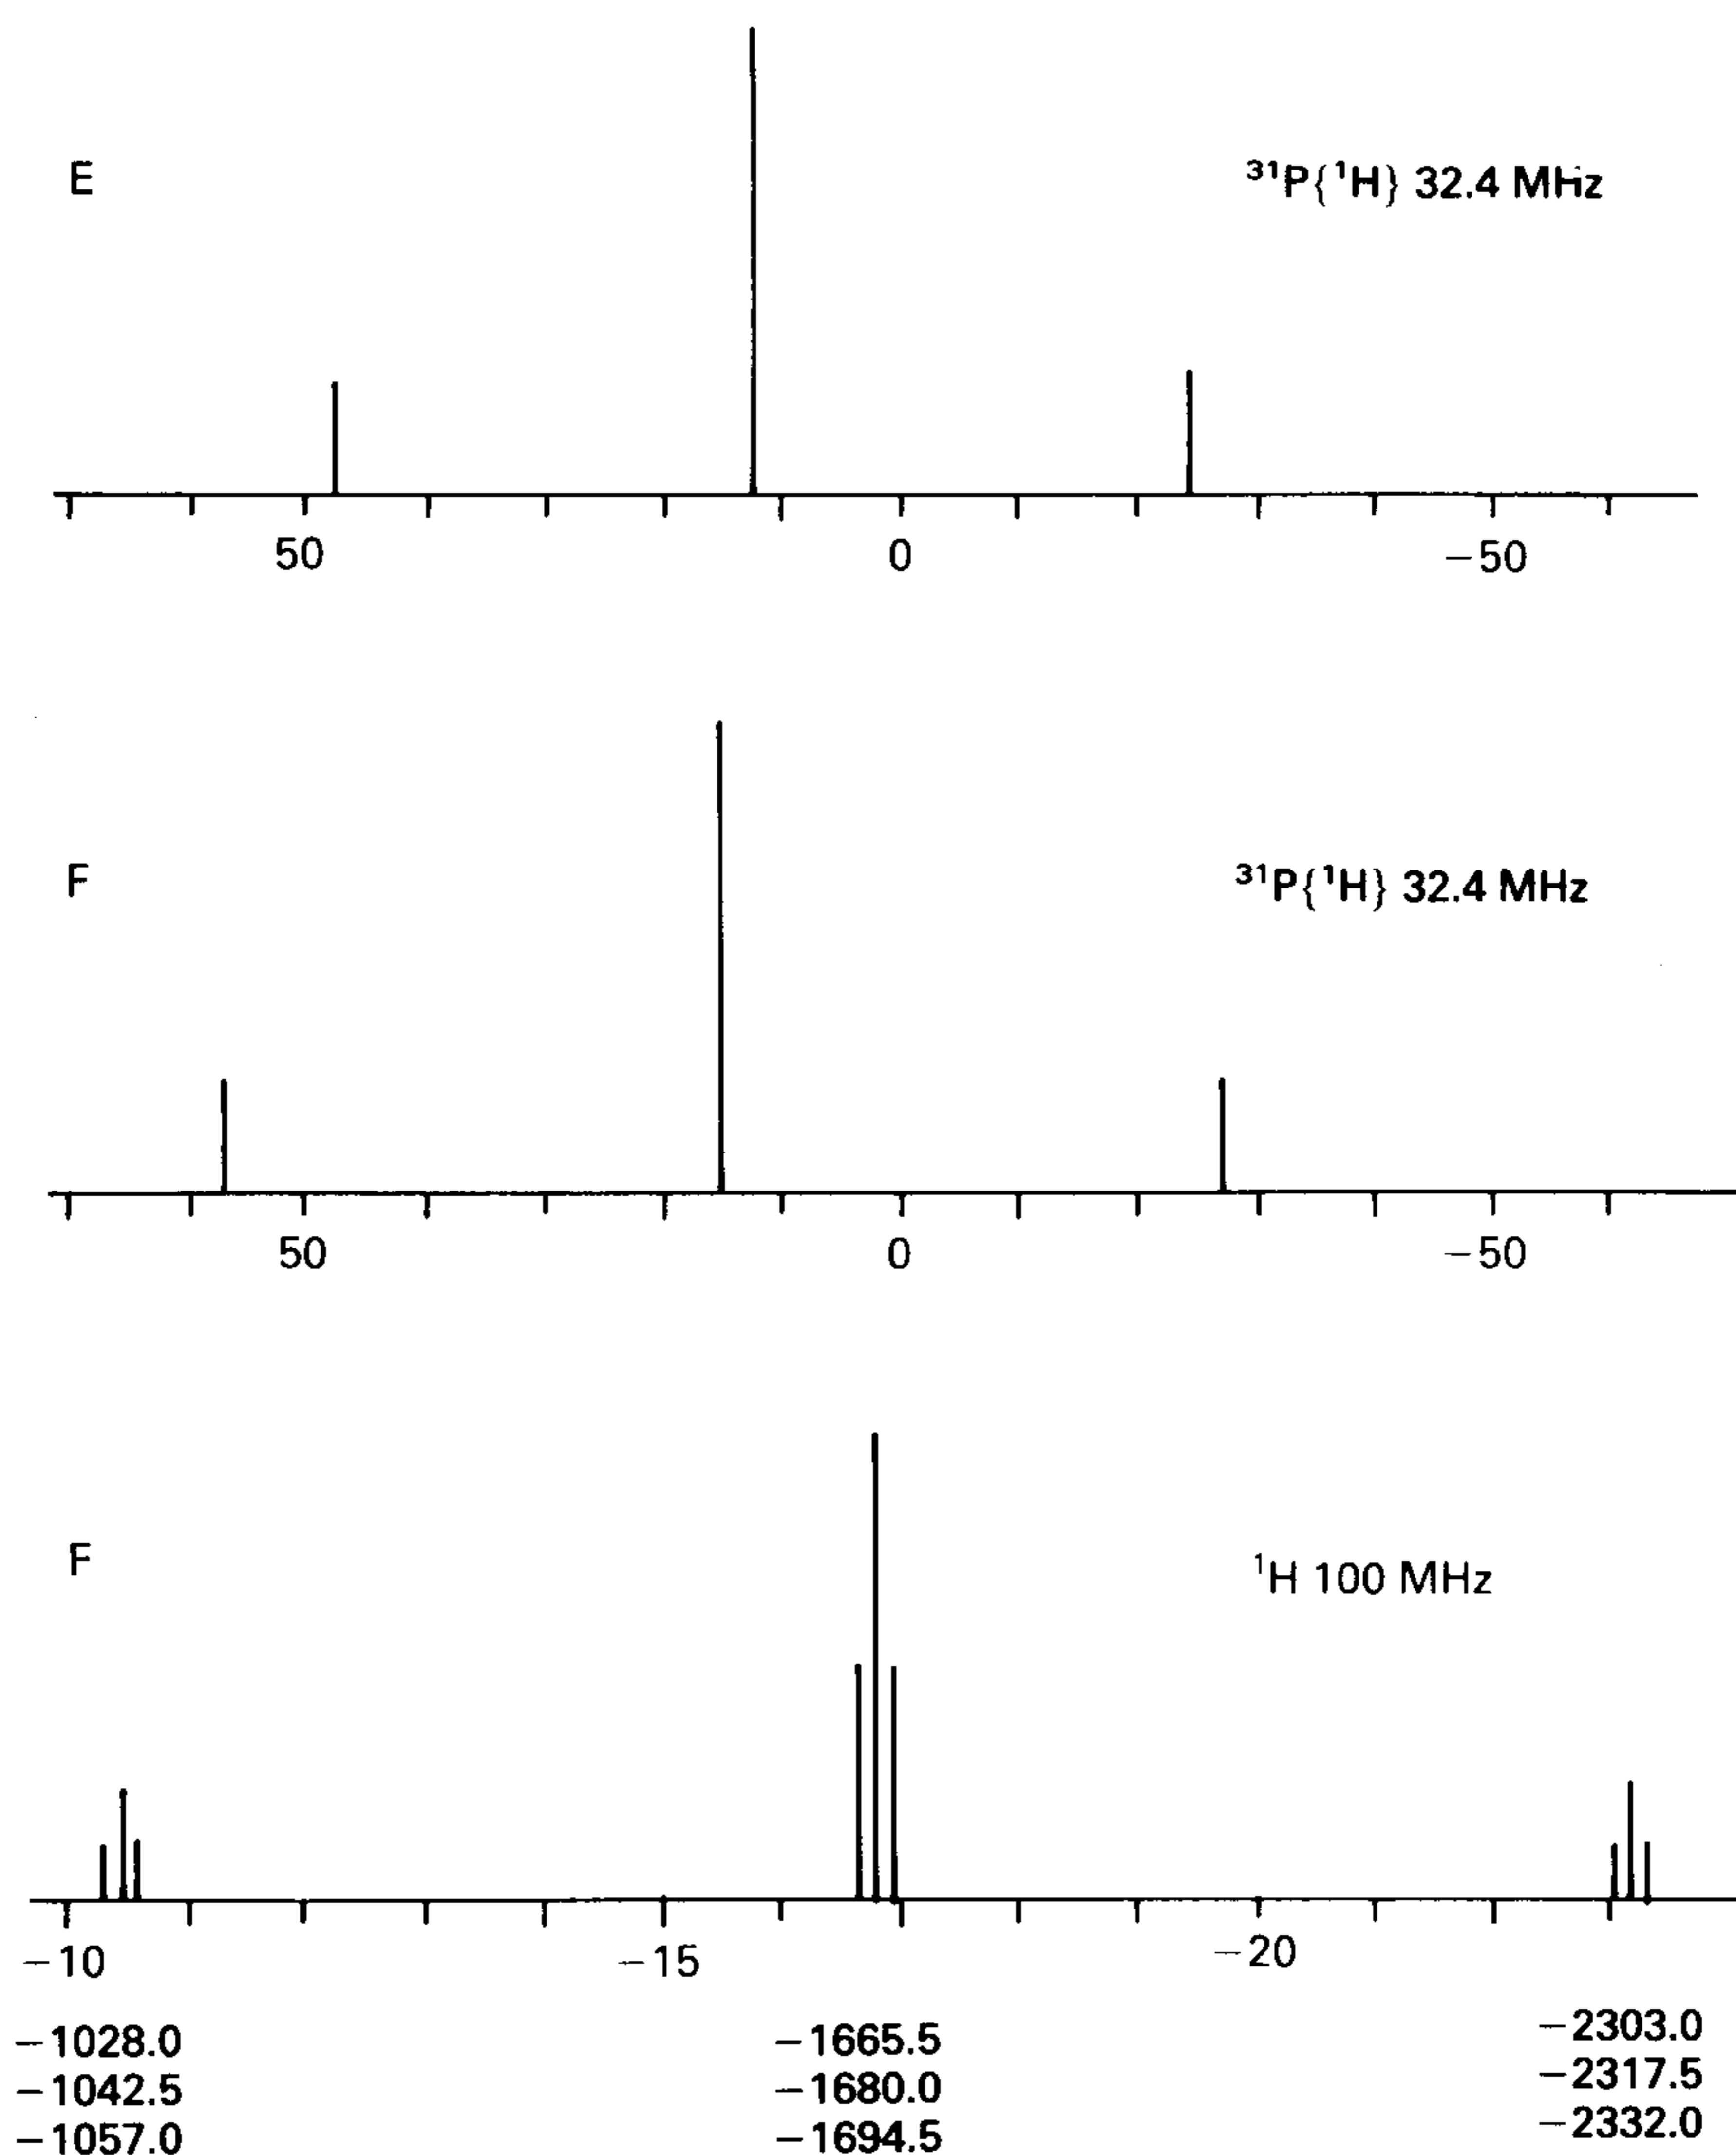 E
³¹P{¹H} 32.4 MHz
50 0 −50
F
³¹P{¹H} 32.4 MHz
50 0 −50
F
¹H 100 MHz
−10 −15 −20
−1028.0 −1665.5 −2303.0
−1042.5 −1680.0 −2317.5
−1057.0 −1694.5 −2332.0